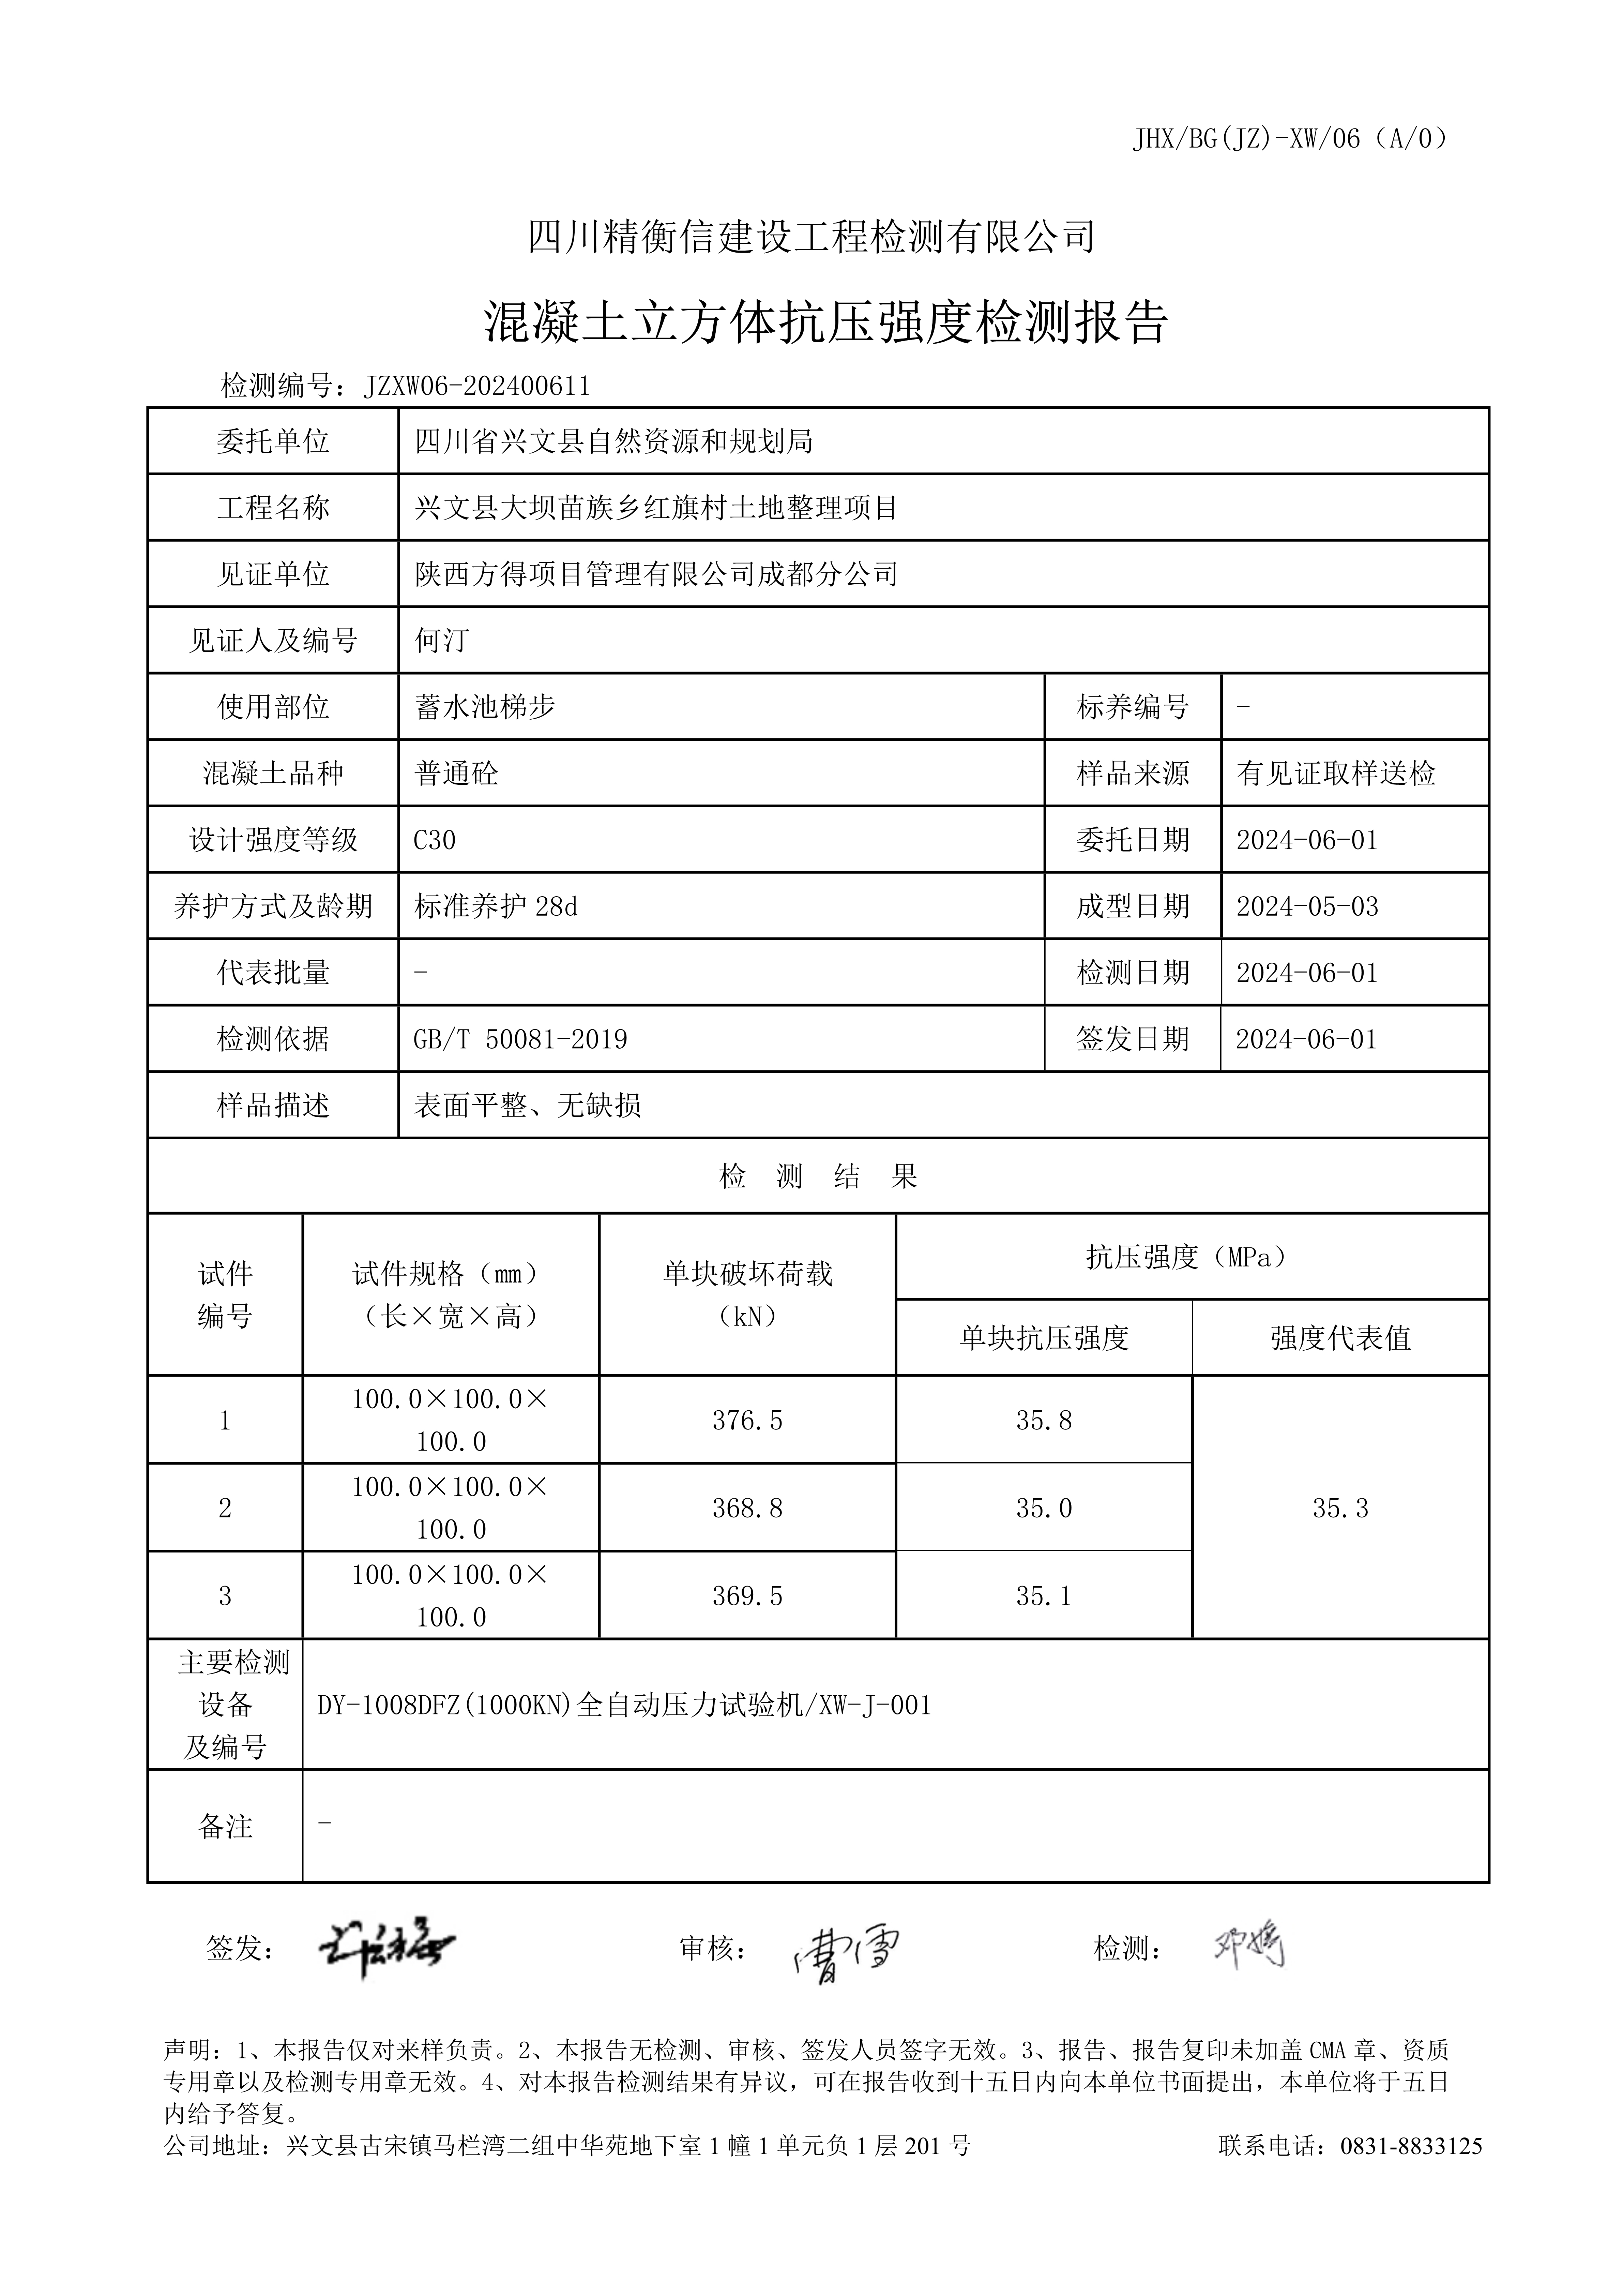 JHX/BG(JZ)-XW/06（A/0）
四川精衡信建设工程检测有限公司
混凝土立方体抗压强度检测报告
检测编号：JZXW06-202400611
委托单位 四川省兴文县自然资源和规划局
工程名称 兴文县大坝苗族乡红旗村土地整理项目
见证单位 陕西方得项目管理有限公司成都分公司
见证人及编号 何汀
使用部位 蓄水池梯步 标养编号 -
混凝土品种 普通砼 样品来源 有见证取样送检
设计强度等级 C30 委托日期 2024-06-01
养护方式及龄期 标准养护 28d 成型日期 2024-05-03
代表批量 - 检测日期 2024-06-01
检测依据 GB/T 50081-2019 签发日期 2024-06-01
样品描述 表面平整、无缺损
检 测 结 果
试件
编号
试件规格（mm）
（长×宽×高）
单块破坏荷载
（kN）
抗压强度（MPa）
单块抗压强度 强度代表值
1 100.0×100.0× 376.5 35.8
100.0
2 100.0×100.0× 368.8 35.0 35.3
100.0
3 100.0×100.0× 369.5 35.1
100.0
主要检测
设备
及编号
DY-1008DFZ(1000KN)全自动压力试验机/XW-J-001
备注 -
签发： 审核：曹雪 检测：
声明：1、本报告仅对来样负责。2、本报告无检测、审核、签发人员签字无效。3、报告、报告复印未加盖 CMA 章、资质
专用章以及检测专用章无效。4、对本报告检测结果有异议，可在报告收到十五日内向本单位书面提出，本单位将于五日
内给予答复。
公司地址：兴文县古宋镇马栏湾二组中华苑地下室 1 幢 1 单元负 1 层 201 号 联系电话：0831-8833125